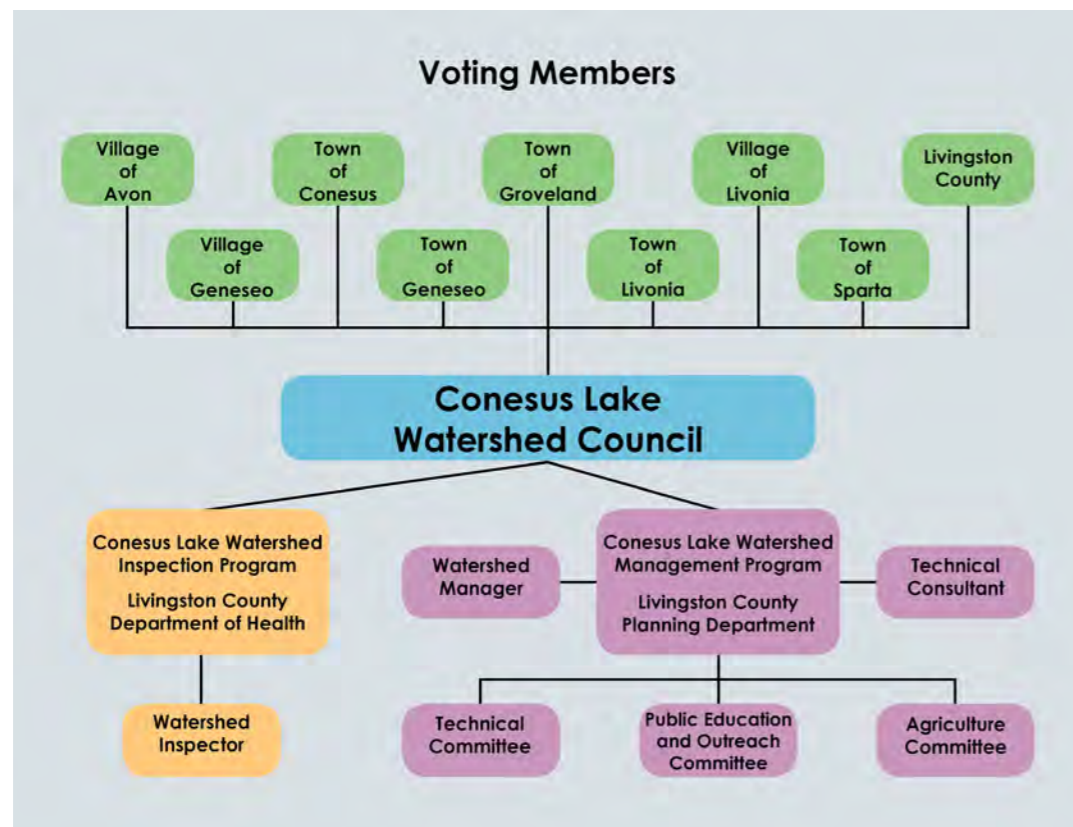 Voting Members
Village
of
Avon
Town
of
Conesus
Town
of
Groveland
Village
of
Livonia
Livingston
County
Village
of
Geneseo
Town
of
Geneseo
Town
of
Livonia
Town
of
Sparta
Conesus Lake
Watershed Council
Conesus Lake Watershed
Inspection Program
Livingston County
Department of Health
Watershed
Manager
Conesus Lake Watershed
Management Program
Livingston County
Planning Department
Technical
Consultant
Watershed
Inspector
Technical
Committee
Public Education
and Outreach
Committee
Agriculture
Committee